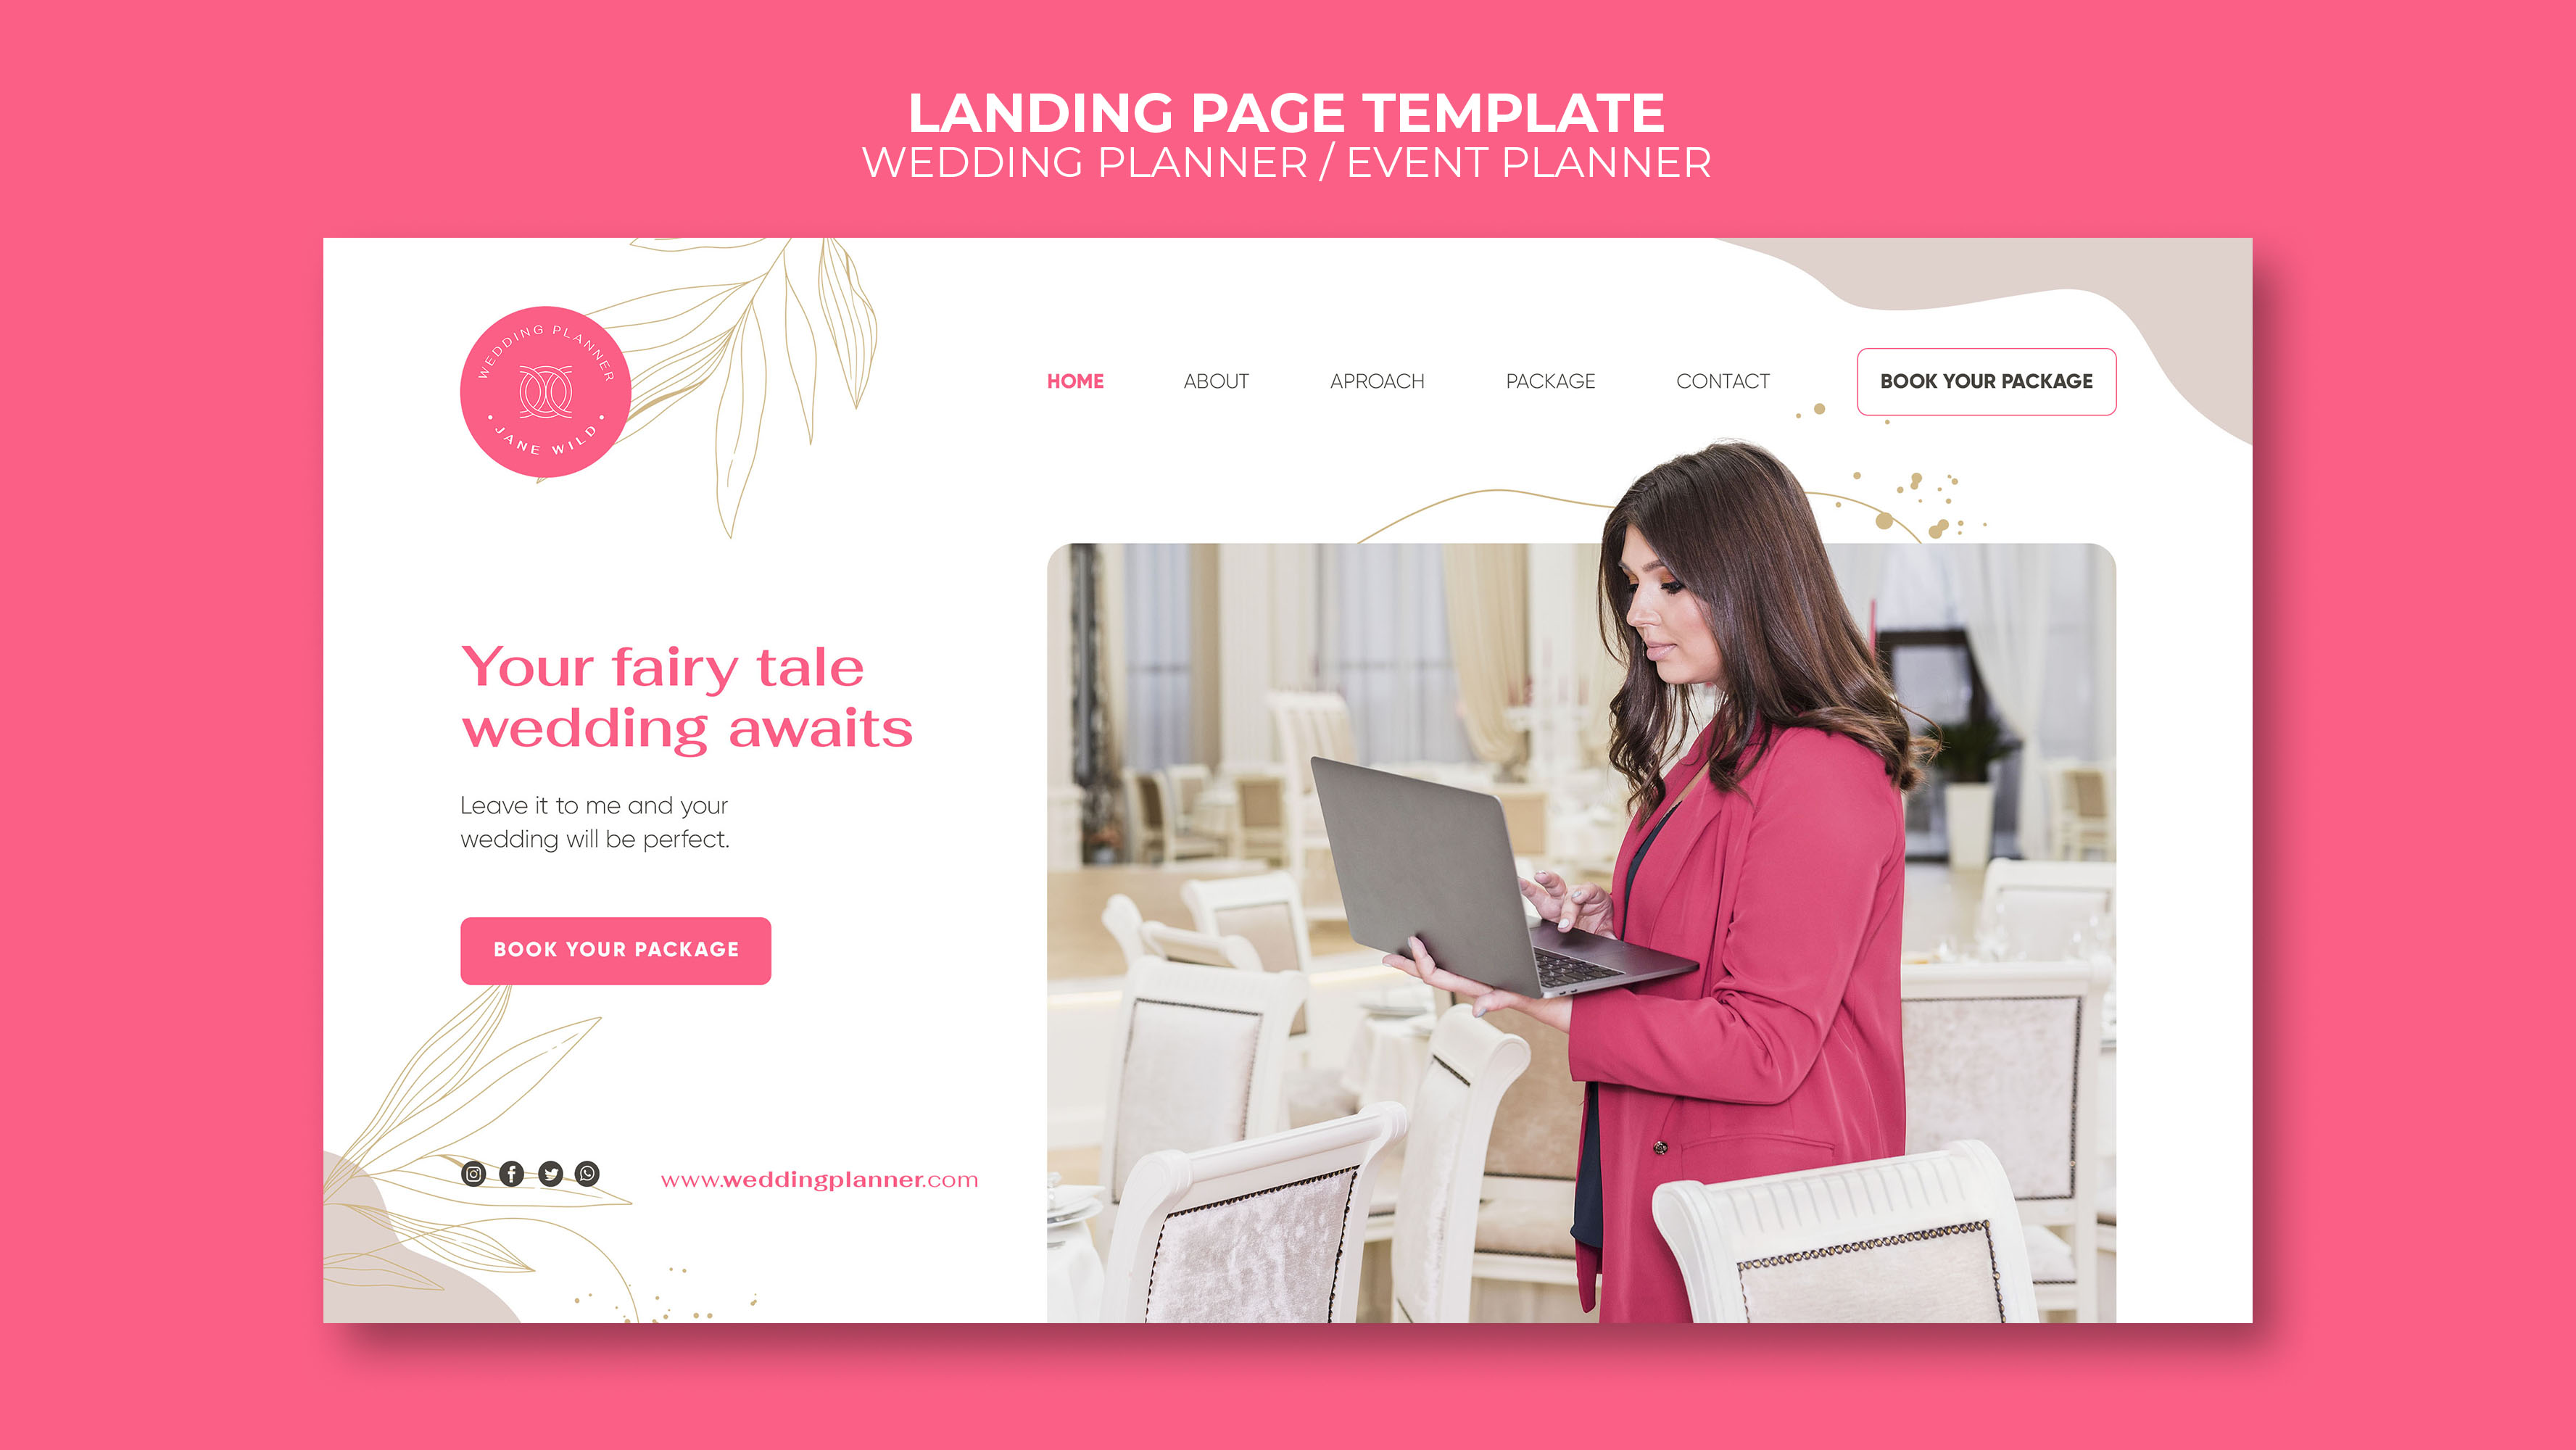 LANDING PAGE TEMPLATE
WEDDING PLANNER / EVENT PLANNER
WEDDING PLANNER
• JANE WILD •
HOME
ABOUT
APROACH
PACKAGE
CONTACT
BOOK YOUR PACKAGE
Your fairy tale
wedding awaits
Leave it to me and your
wedding will be perfect.
BOOK YOUR PACKAGE
www.weddingplanner.com